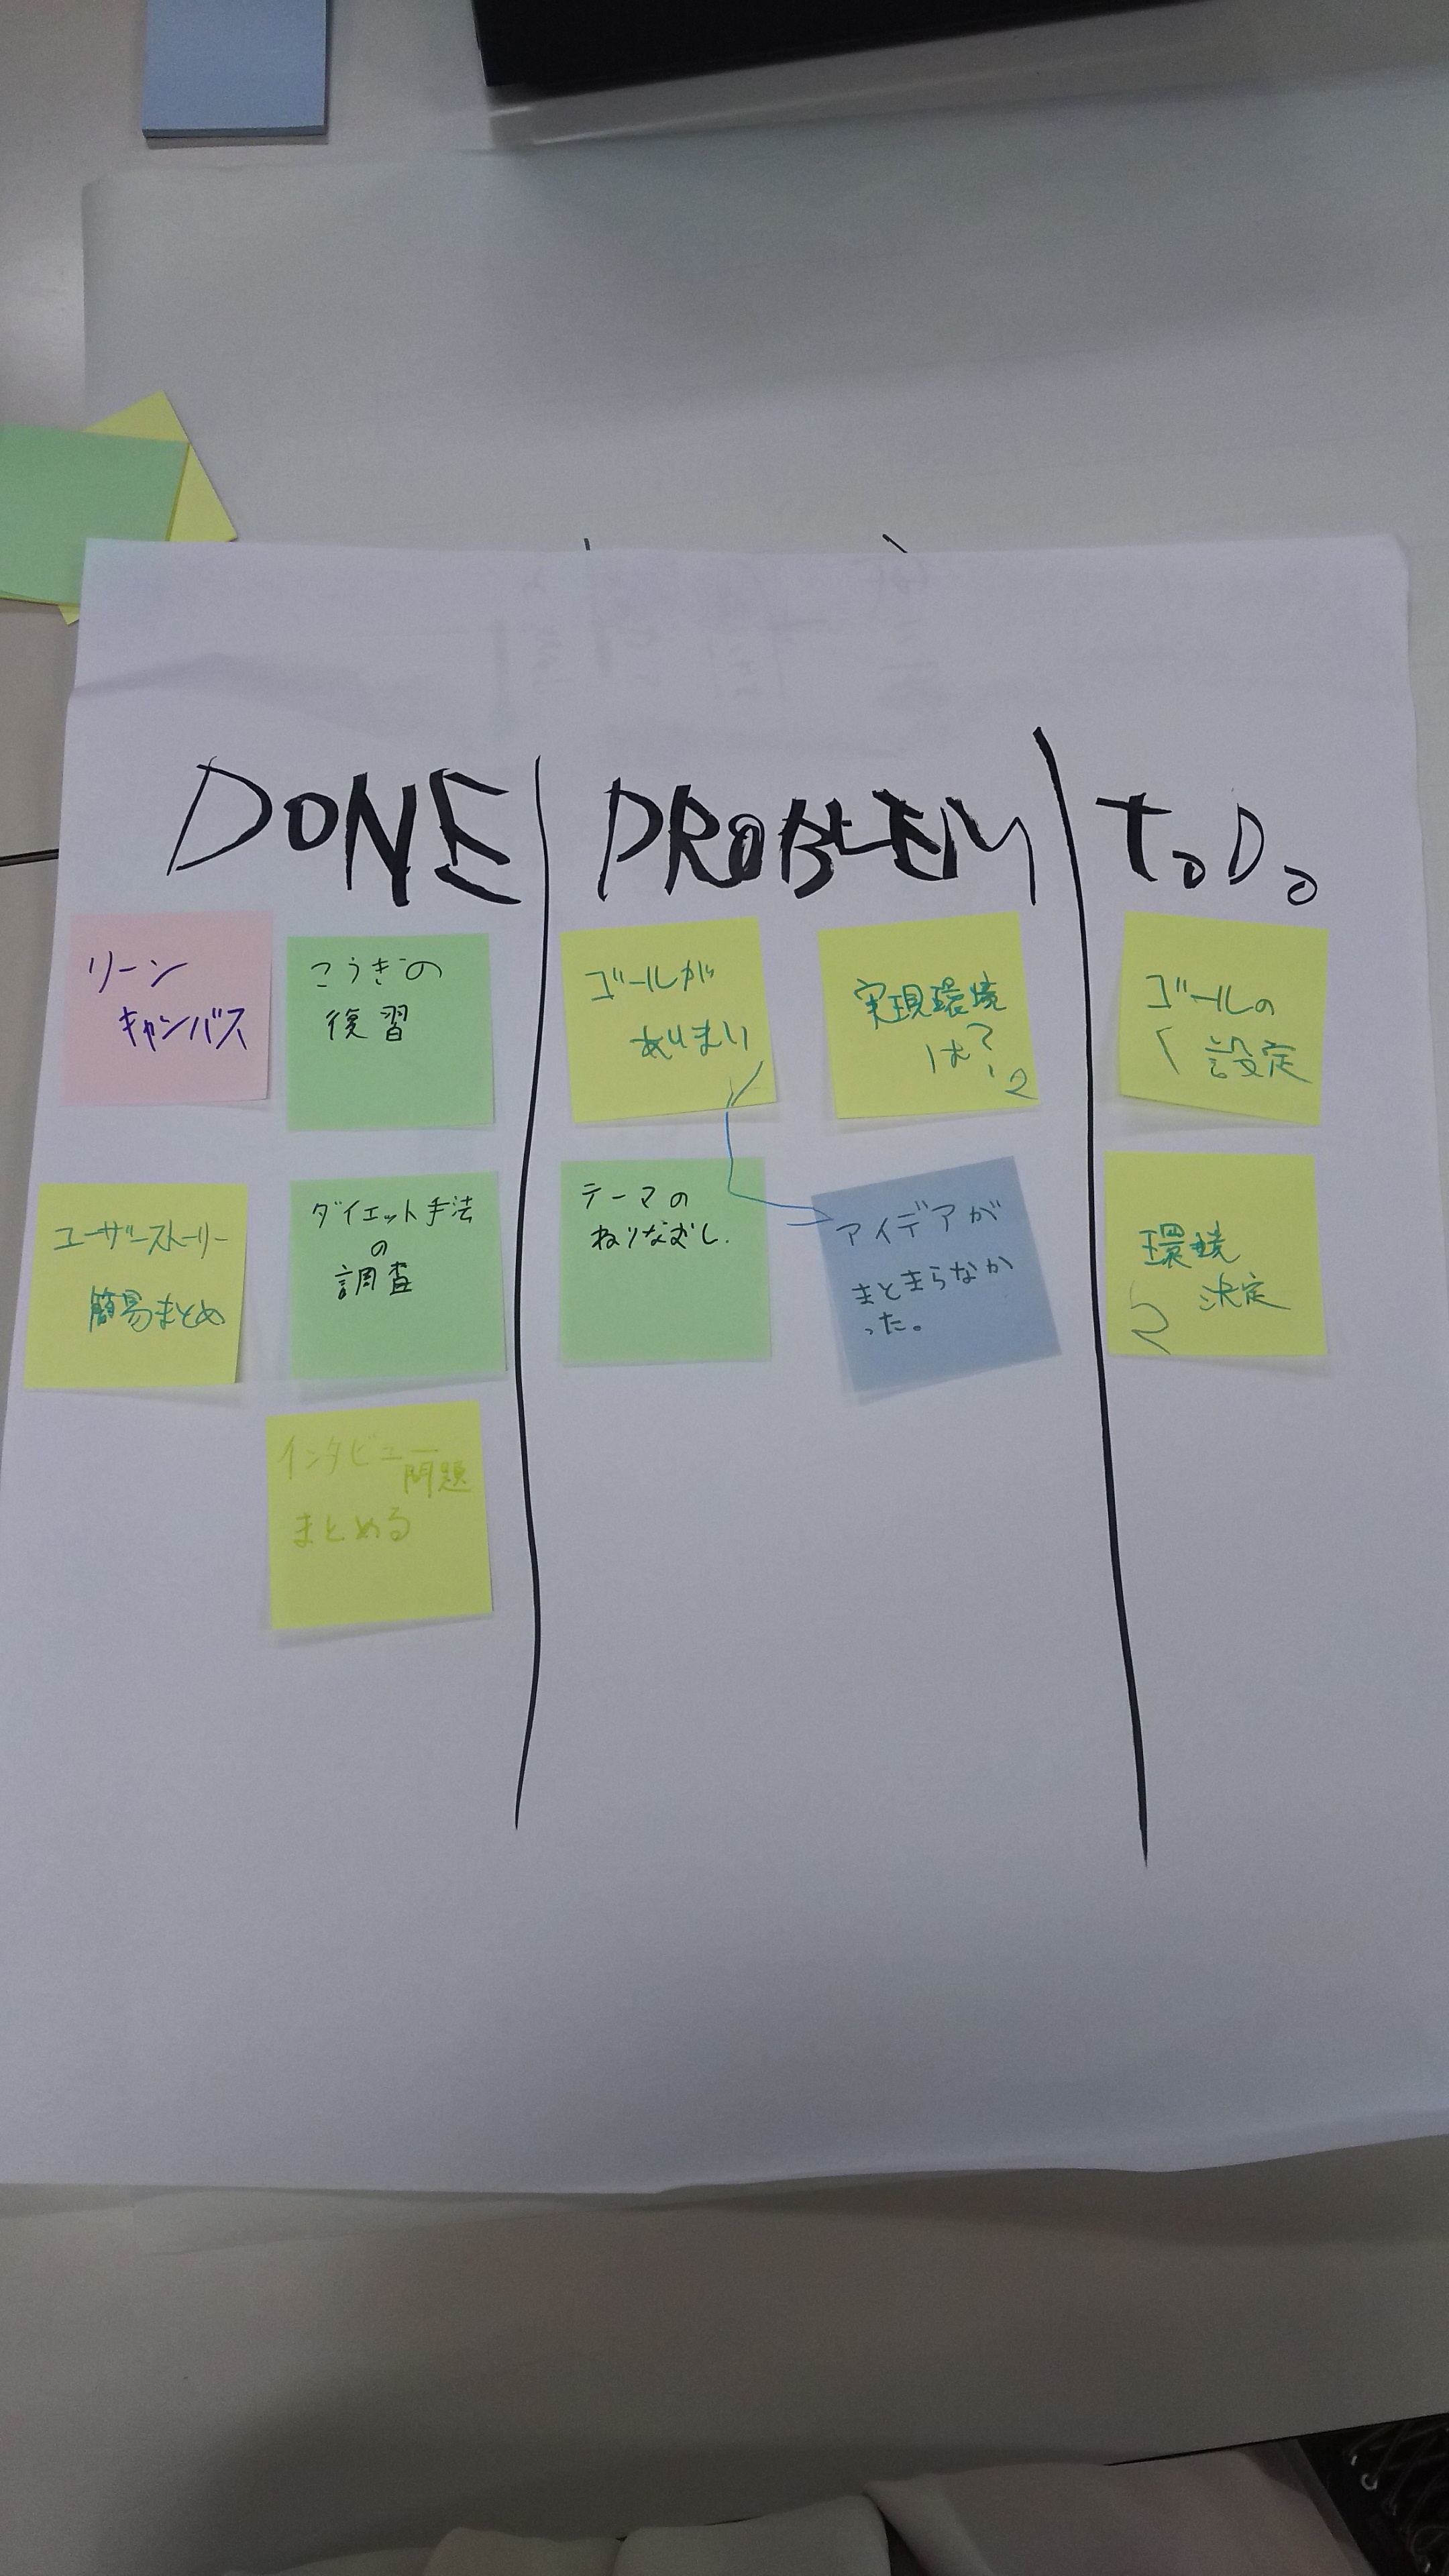 DONE
PROBLEM
ToDo
リーン
キャンバス
こうぎの
復習
ユーザーストーリー
簡易まとめ
ダイエット手法
の
調査
インタビュー
問題
まとめる
ゴールが
あいまい
実現環境
は?
2
テーマの
ねりなおし.
アイデアが
まとまらなか
った。
ゴールの
設定
環境
決定
2